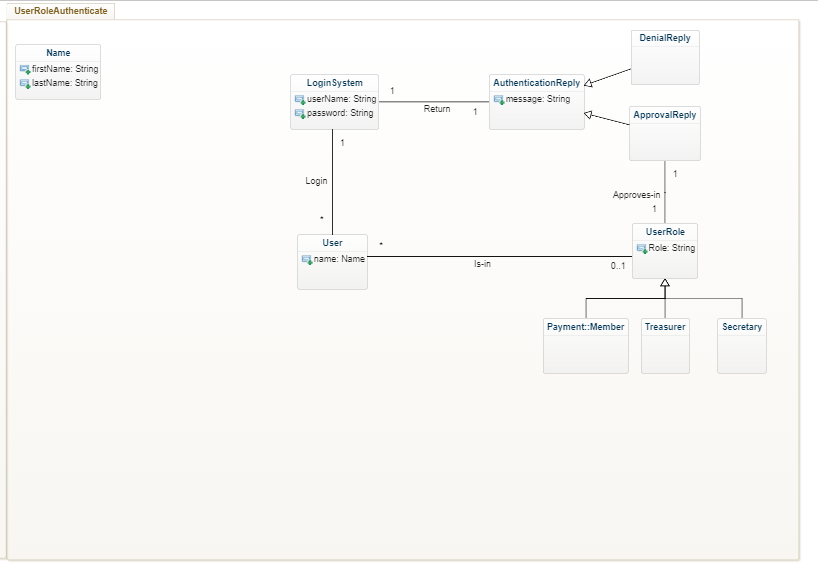 UserRoleAuthenticate
Name
firstName: String
lastName: String
LoginSystem
userName: String
password: String
1
Return
1
AuthenticationReply
message: String
DenialReply
ApprovalReply
1
Login
*
1
Approves-in
1
User
name: Name
*
Is-in
0..1
UserRole
Role: String
Payment::Member
Treasurer
Secretary